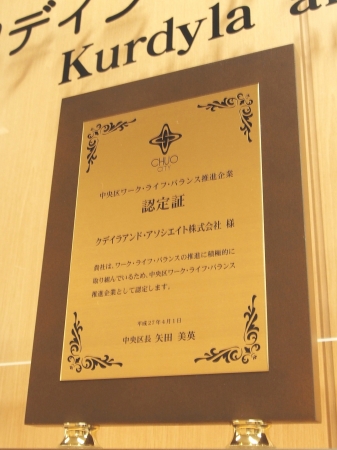 クディラ
Kurdyla a
CHUO
CITY
中央区ワーク・ライフ・バランス推進企業
認定証
クデイラアンド・アソシエイト株式会社 様
貴社は、ワーク・ライフ・バランスの推進に積極的に
取り組んでいるため、中央区ワーク・ライフ・バランス
推進企業として認定します。
平成27年4月1日
中央区長 矢田 美英